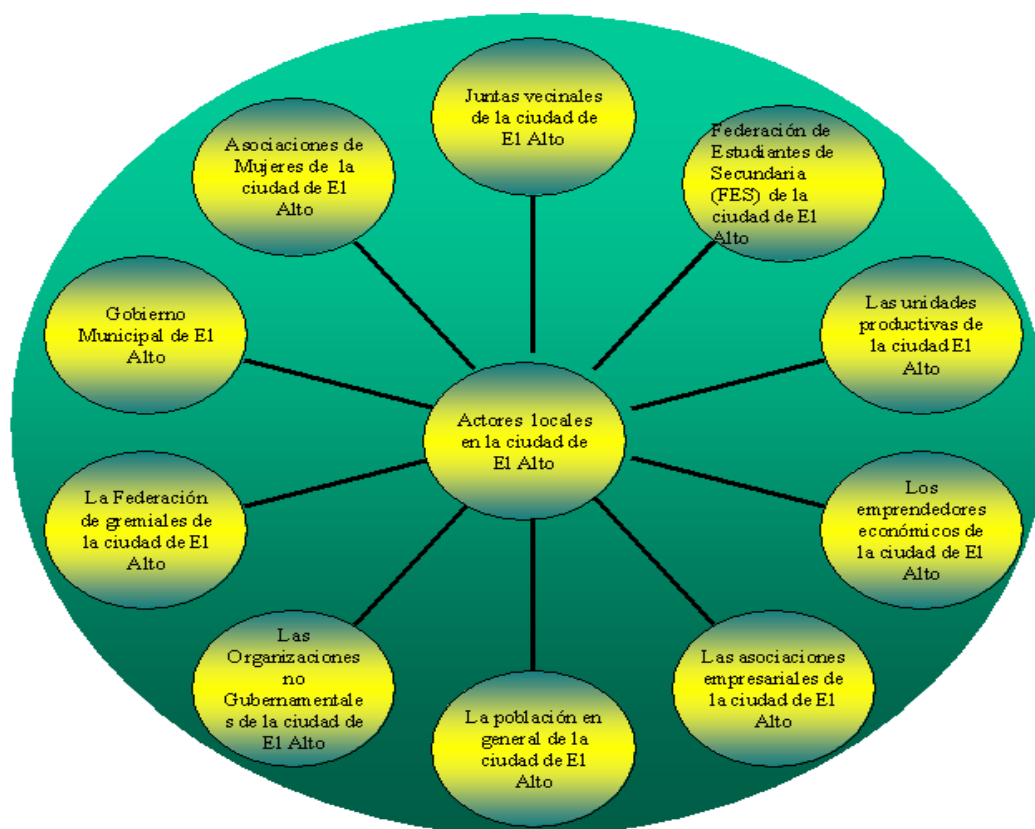 Juntas vecinales
de la ciudad de
El Alto
Federación de
Estudiantes de
Secundaria
(FES) de la
ciudad de El
Alto
Las unidades
productivas de
la ciudad El
Alto
Los
emprendedores
económicos de
la ciudad de El
Alto
Las asociaciones
empresariales de
la ciudad de El
Alto
La población en
general de la
ciudad de El
Alto
Las
Organizaciones
no
Gubernamentale
s de la ciudad de
El Alto
La Federación
de gremiales de
la ciudad de El
Alto
Gobierno
Municipal de El
Alto
Asociaciones de
Mujeres de la
ciudad de El
Alto
Actores locales
en la ciudad de
El Alto